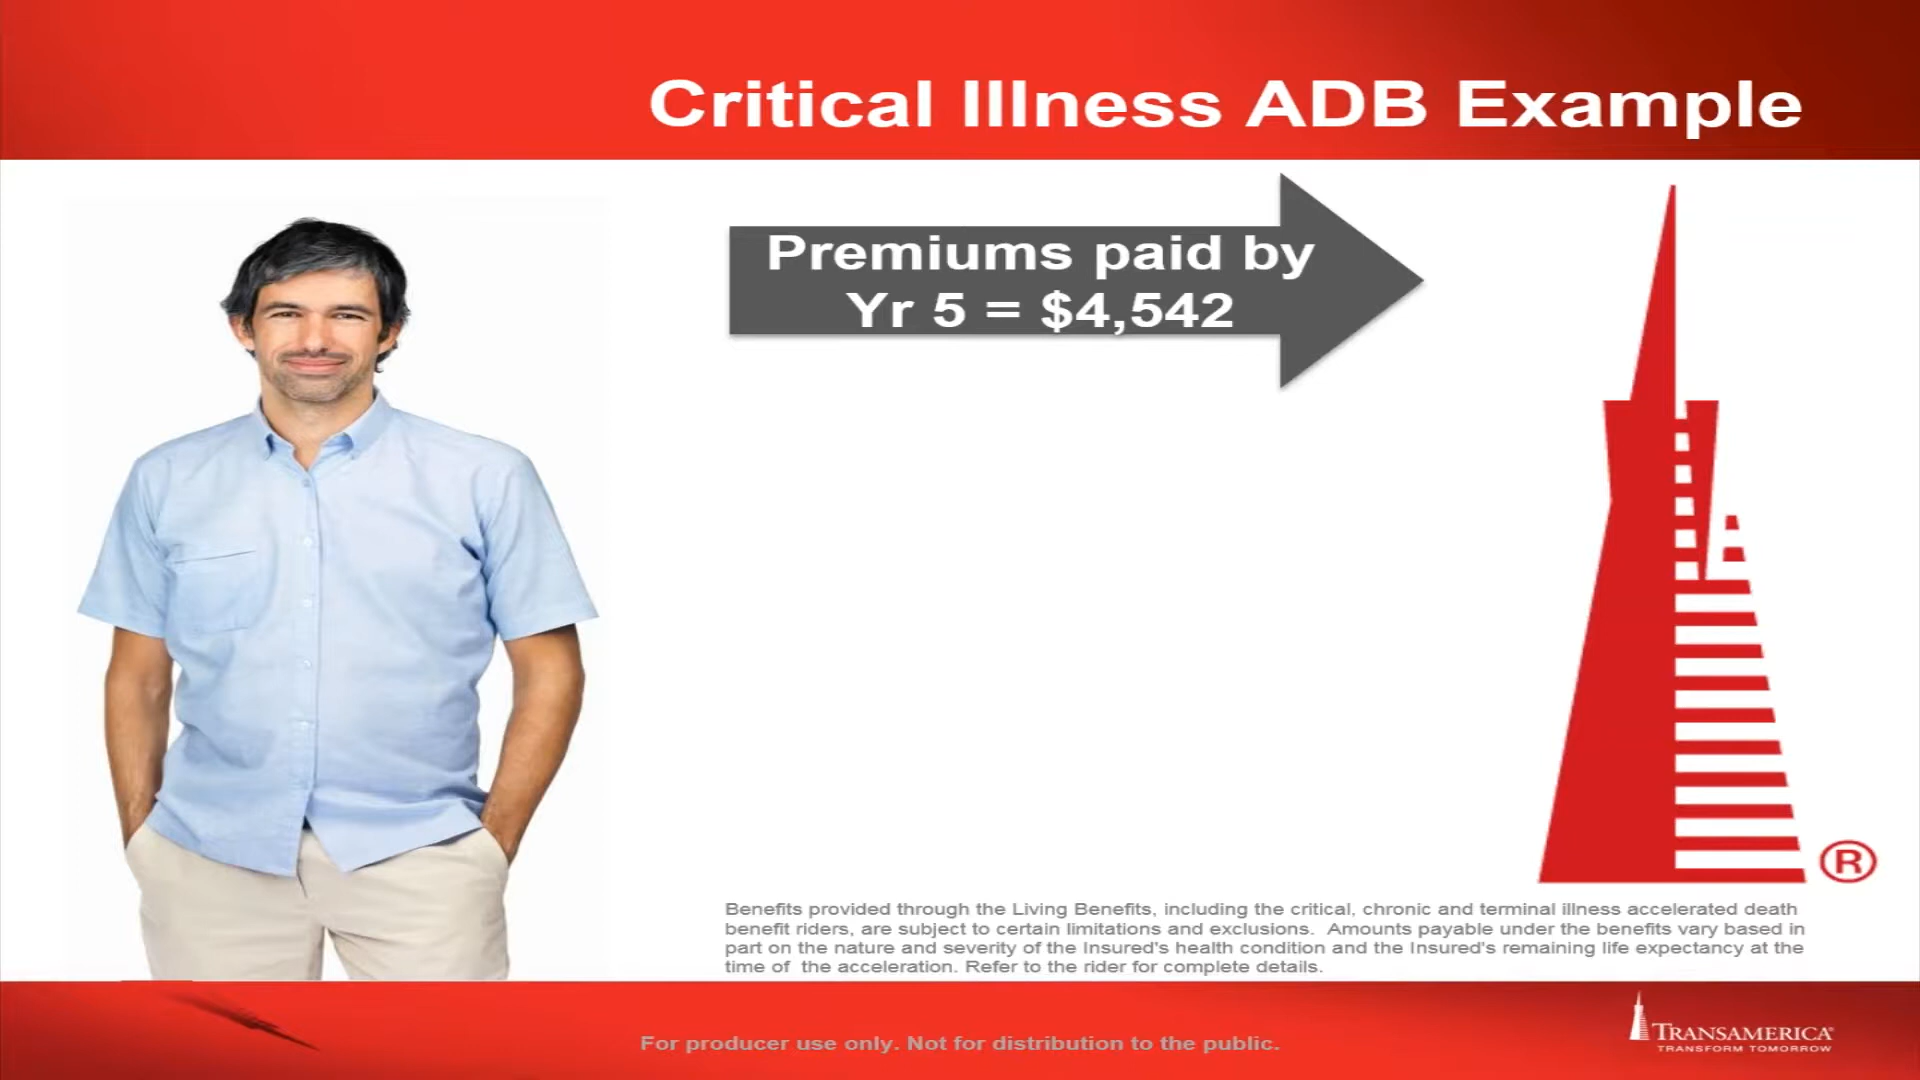 Critical Illness ADB Example
Premiums paid by
Yr 5 = $4,542
®
Benefits provided through the Living Benefits, including the critical, chronic and terminal illness accelerated death
benefit riders, are subject to certain limitations and exclusions.  Amounts payable under the benefits vary based in
part on the nature and severity of the Insured's health condition and the Insured's remaining life expectancy at the
time of  the acceleration. Refer to the rider for complete details.
For producer use only. Not for distribution to the public.
TRANSAMERICA®
TRANSFORM TOMORROW